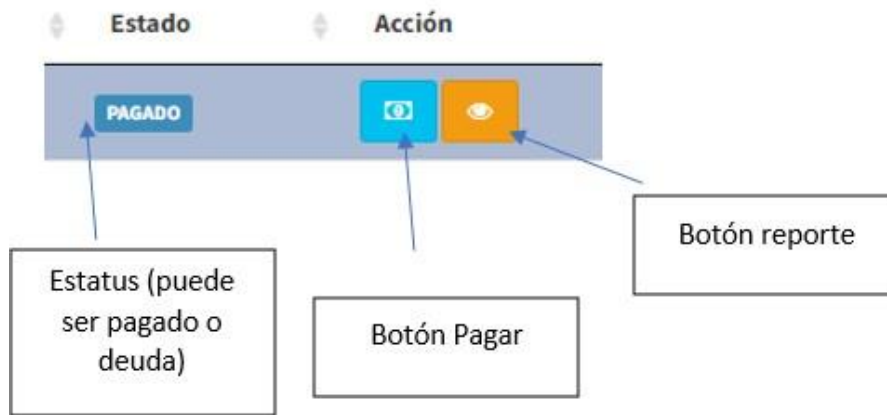 Estado
Acción
PAGADO
Botón reporte
Estatus (puede
ser pagado o
deuda)
Botón Pagar